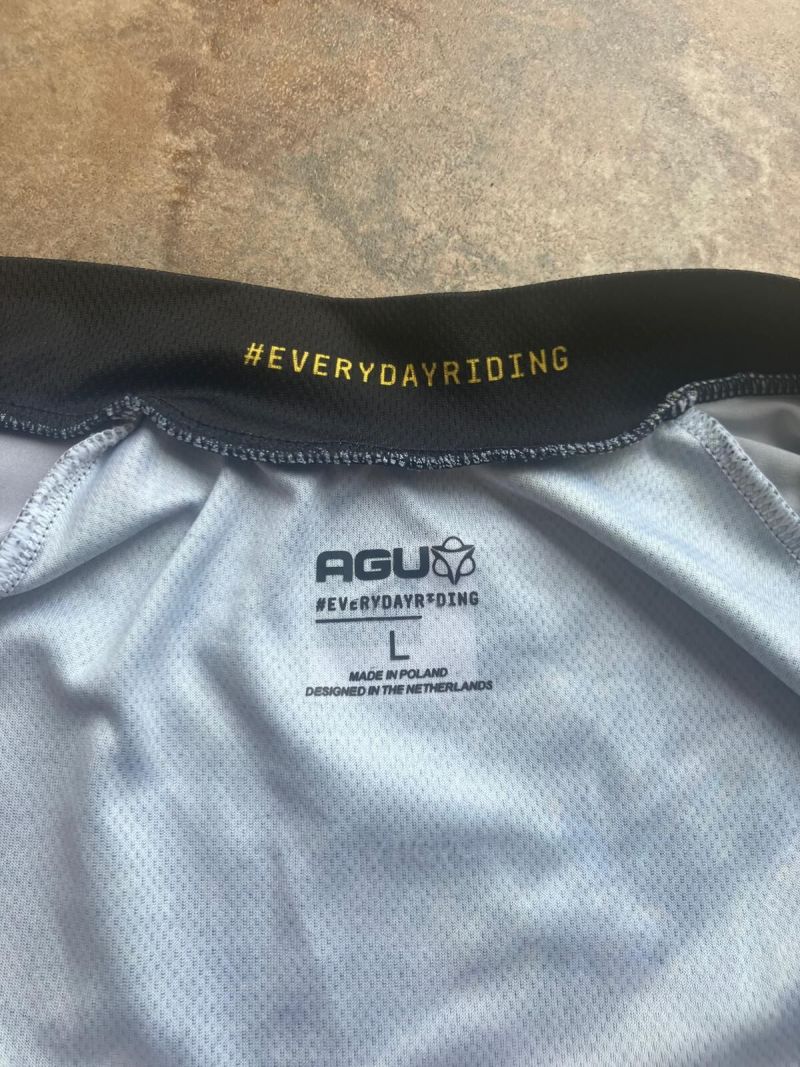 #EVERYDAYRIDING
AGU
#EVERYDAYRIDING
L
MADE IN POLAND
DESIGNED IN THE NETHERLANDS